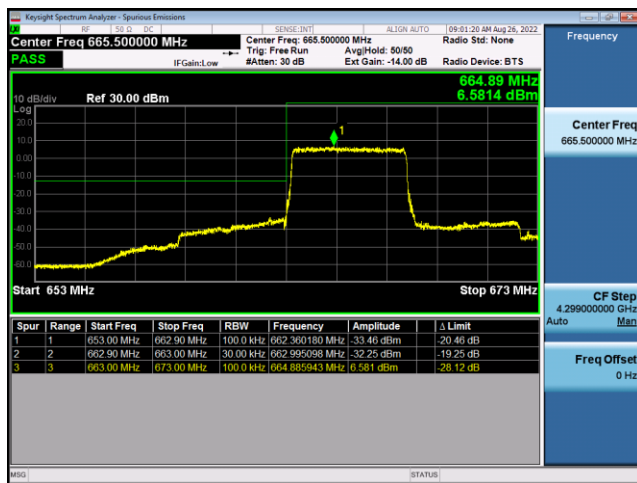 Keysight Spectrum Analyzer - Spurious Emissions
RF 50 Ω DC SENSE:INT ALIGN AUTO 09:01:20 AM Aug 26, 2022
Center Freq 665.500000 MHz Center Freq: 665.500000 MHz Radio Std: None
Trig: Free Run Avg|Hold: 50/50
PASS IFGain:Low #Atten: 30 dB Ext Gain: -14.00 dB Radio Device: BTS
Frequency
664.89 MHz
6.5814 dBm
10 dB/div Ref 30.00 dBm
Log
20.0
10.0
0.00
-10.0
-20.0
-30.0
-40.0
-50.0
-60.0
1
Start 653 MHz Stop 673 MHz
Center Freq
665.500000 MHz
CF Step
4.299000000 GHz
Auto Man
Freq Offset
0 Hz
Spur Range Start Freq Stop Freq RBW Frequency Amplitude Δ Limit
1 1 653.00 MHz 662.90 MHz 100.0 kHz 662.360180 MHz -33.46 dBm -20.46 dB
2 2 662.90 MHz 663.00 MHz 30.00 kHz 662.995098 MHz -32.25 dBm -19.25 dB
3 3 663.00 MHz 673.00 MHz 100.0 kHz 664.885943 MHz 6.581 dBm -28.12 dB
MSG STATUS